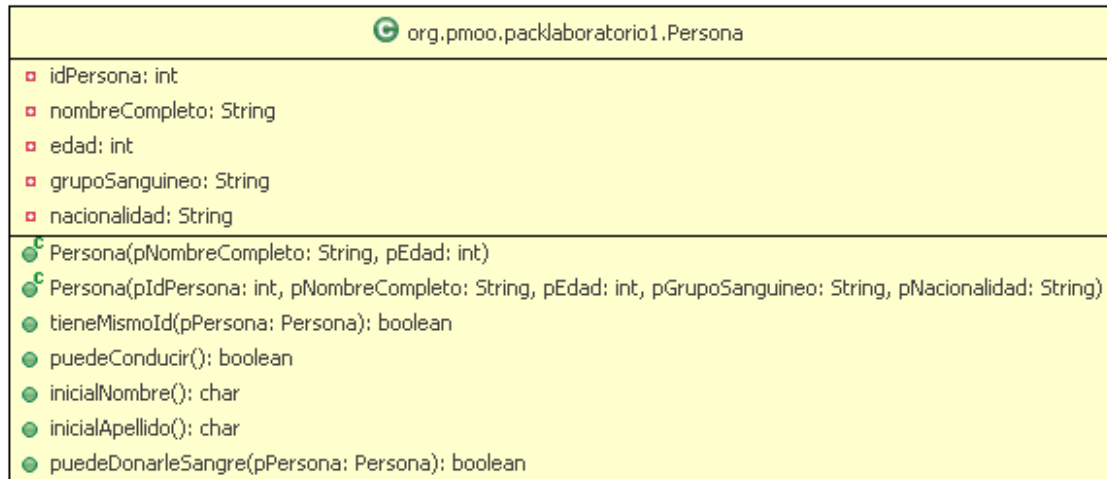 C org.pmoo.packlaboratorio1.Persona
idPersona: int
nombreCompleto: String
edad: int
grupoSanguineo: String
nacionalidad: String
C Persona(pNombreCompleto: String, pEdad: int)
C Persona(pIdPersona: int, pNombreCompleto: String, pEdad: int, pGrupoSanguineo: String, pNacionalidad: String)
tieneMismoId(pPersona: Persona): boolean
puedeConducir(): boolean
inicialNombre(): char
inicialApellido(): char
puedeDonarleSangre(pPersona: Persona): boolean